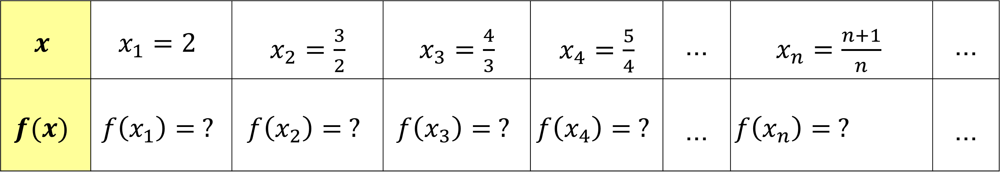 x x₁ = 2 x₂ = 3/2 x₃ = 4/3 x₄ = 5/4 … xₙ = n+1/n …
f(x) f(x₁) = ? f(x₂) = ? f(x₃) = ? f(x₄) = ? … f(xₙ) = ? …